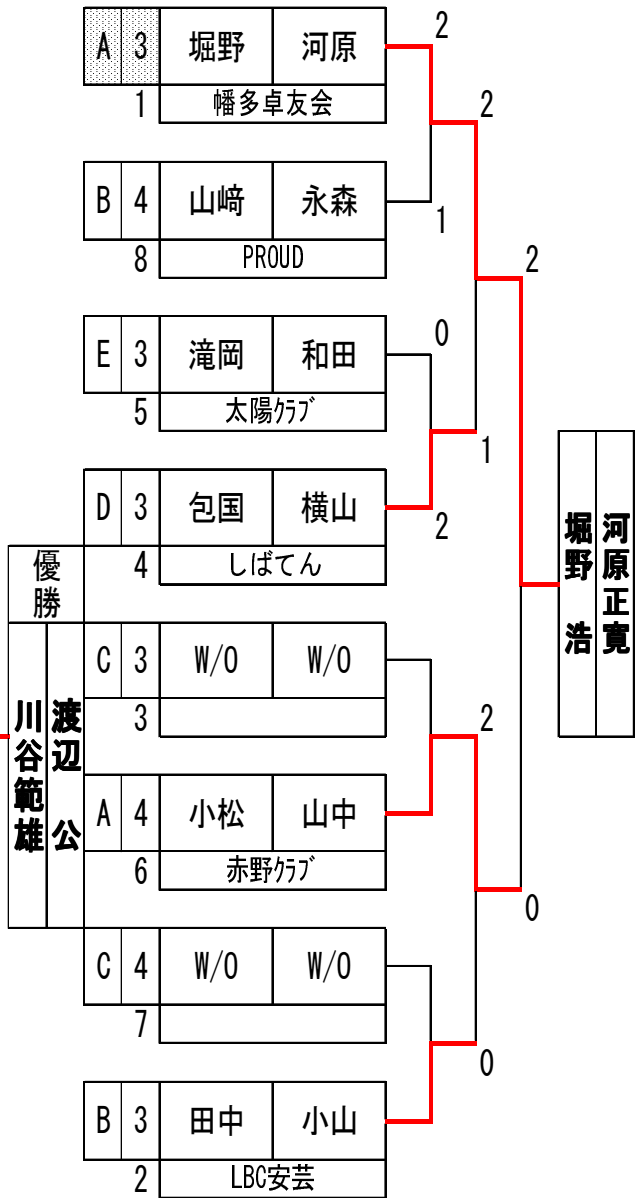 A 3 堀野 河原
1 幡多卓友会
2
2
B 4 山﨑 永森
8 PROUD
1
2
E 3 滝岡 和田
5 太陽クラブ
0
1
D 3 包国 横山
4 しばてん
2
優勝
渡辺 公
川谷範雄
河原正寛
堀野 浩
C 3 W/O W/O
3
2
A 4 小松 山中
6 赤野クラブ
0
C 4 W/O W/O
7
0
B 3 田中 小山
2 LBC安芸